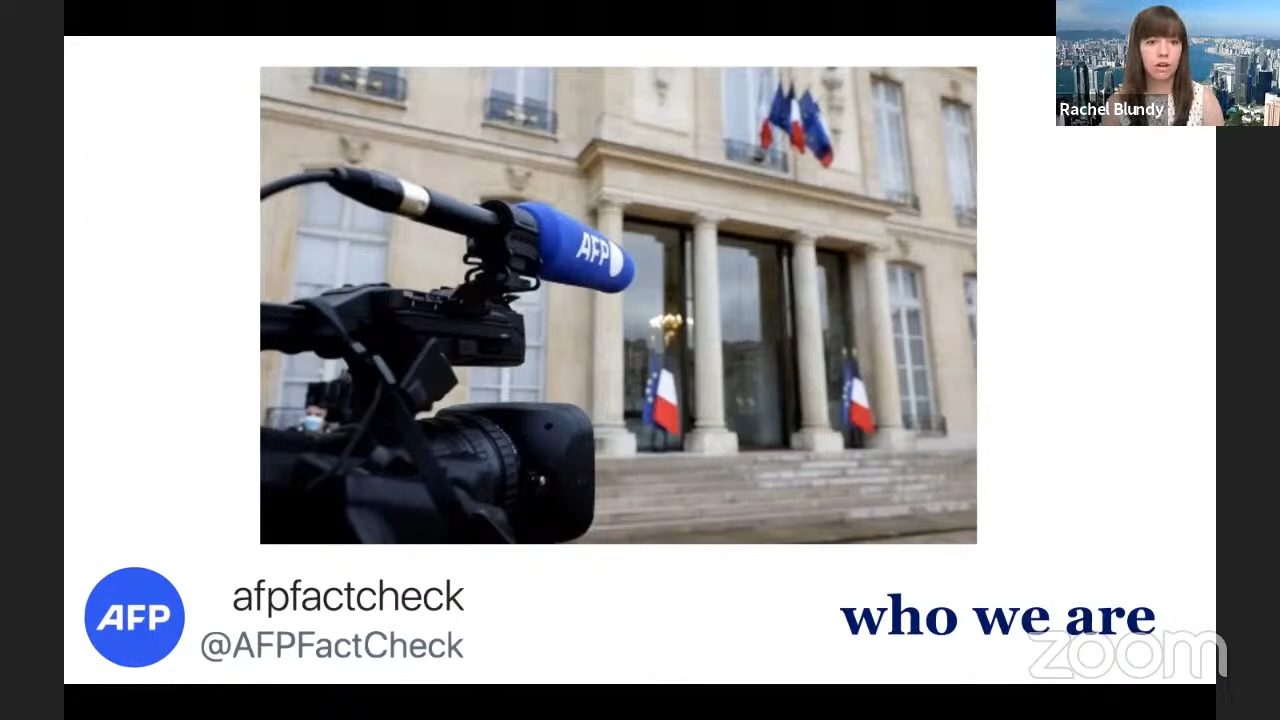 Rachel Blundy
AFP
AFP
afpfactcheck
@AFPFactCheck
who we are
zoom